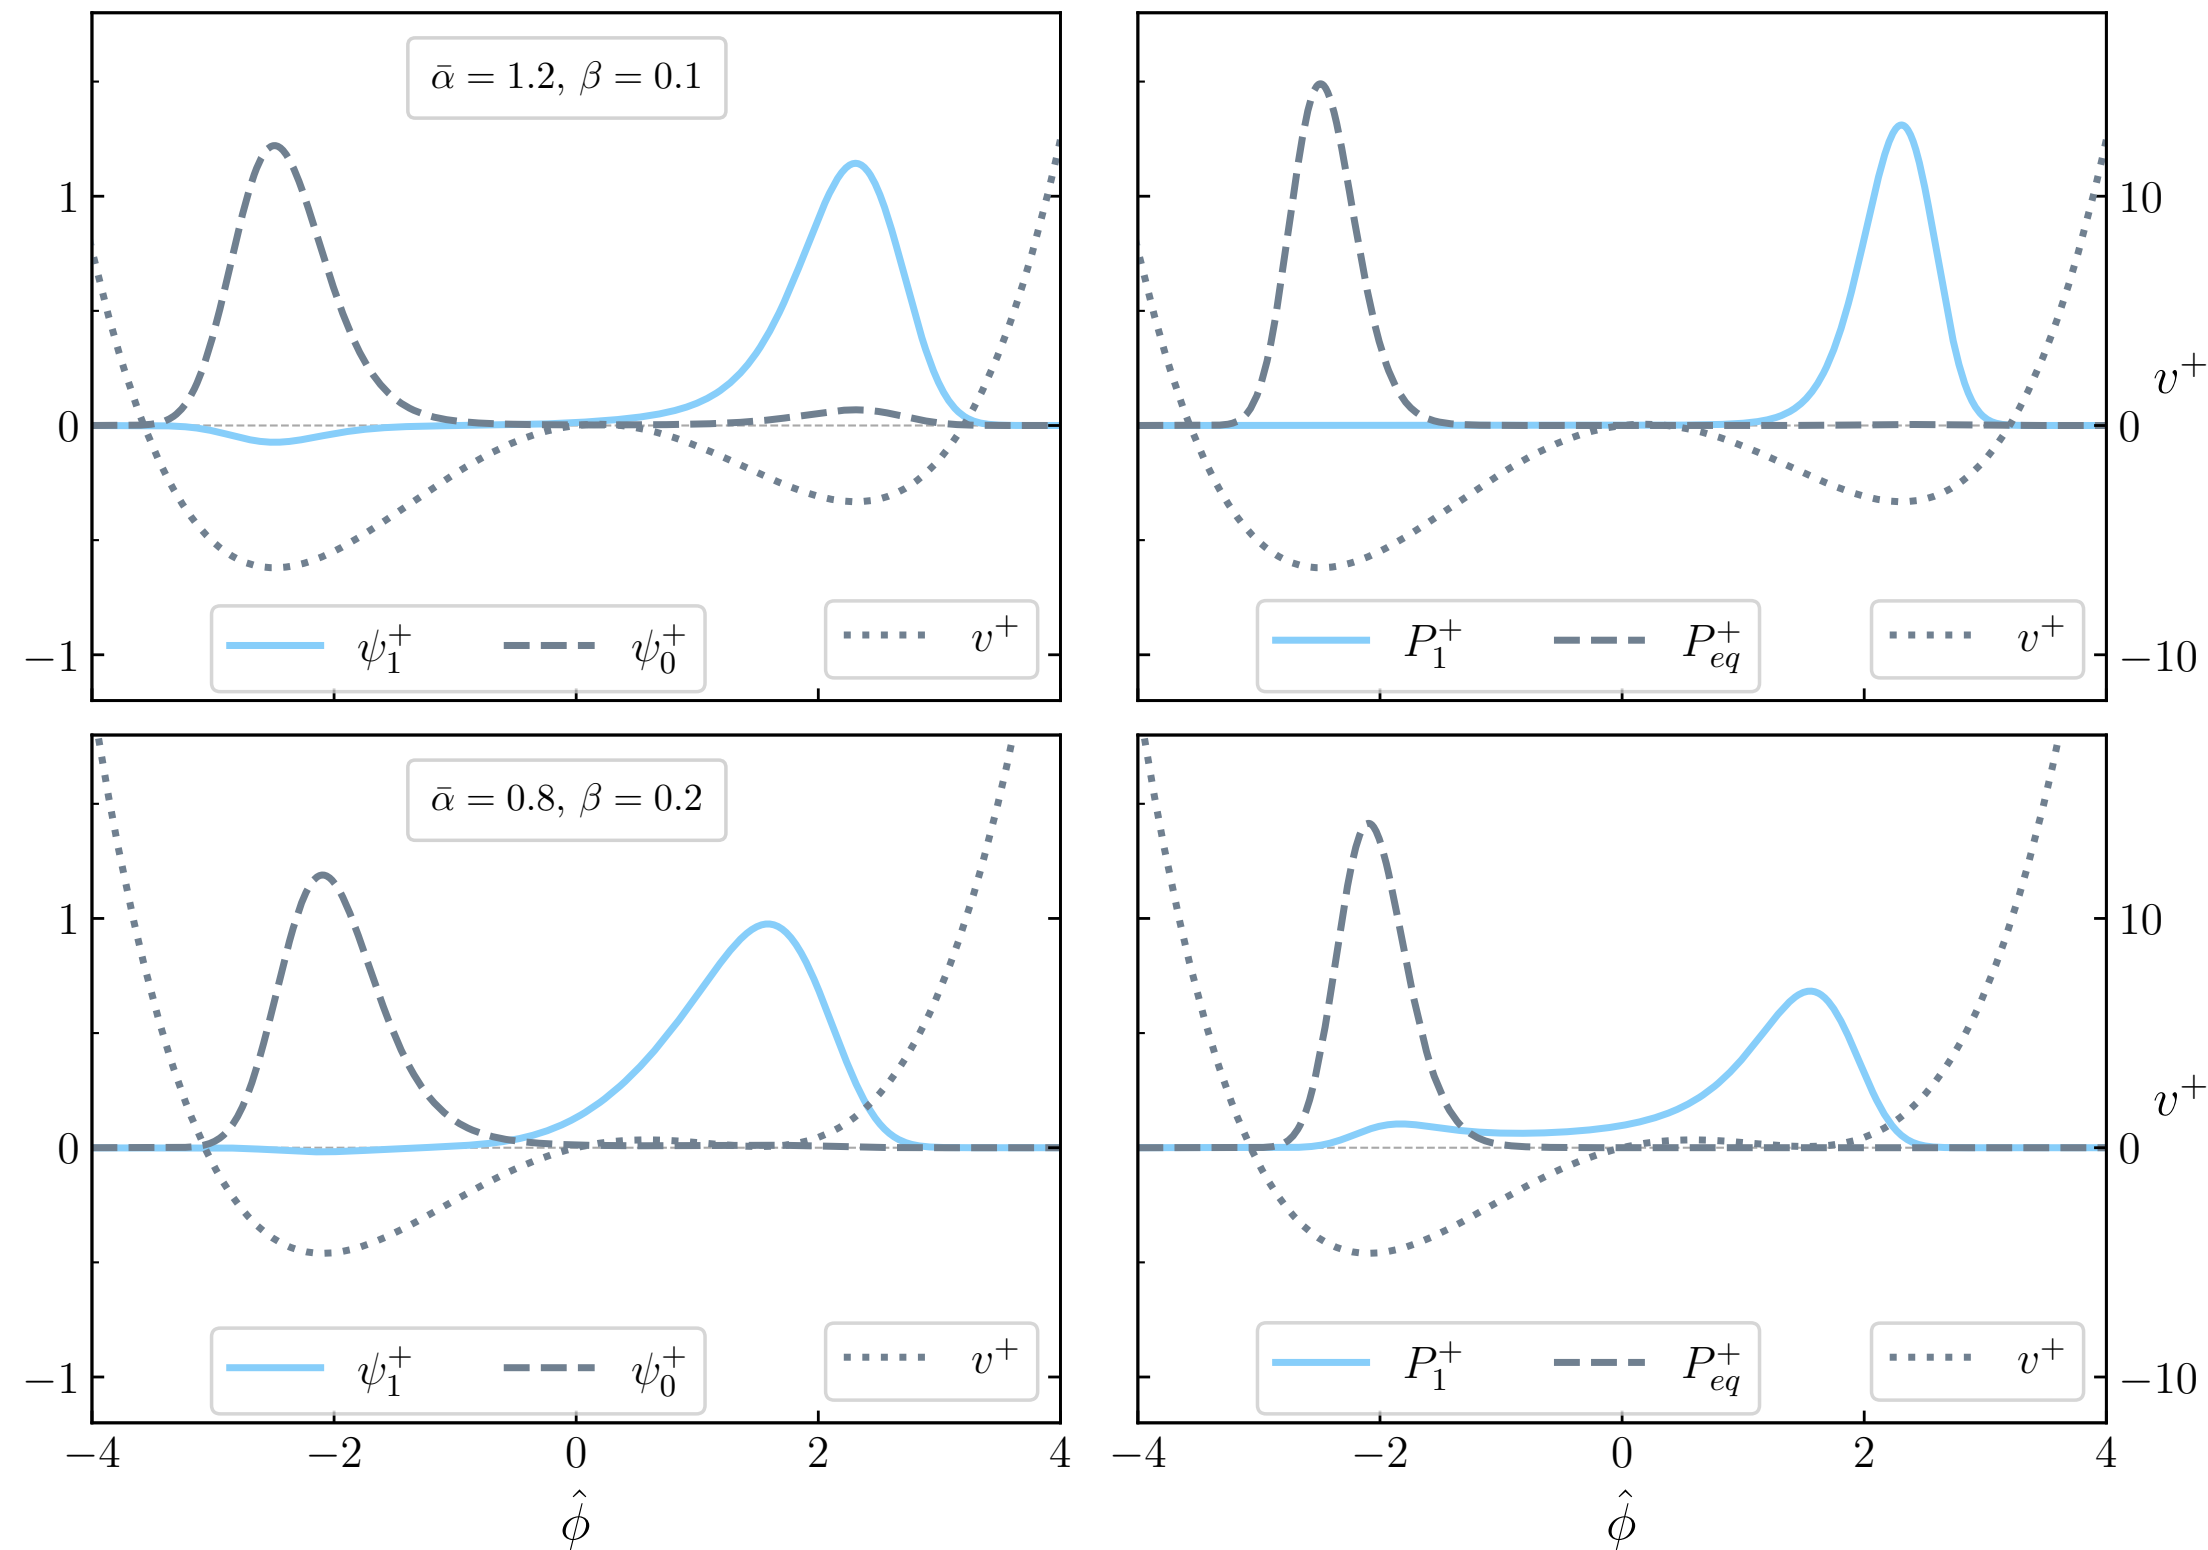 ᾱ = 1.2, β = 0.1
1
0
−1
ψ₁⁺ ψ₀⁺ v⁺
10
0
−10
v⁺
P₁⁺ P_eq⁺ v⁺
ᾱ = 0.8, β = 0.2
1
0
−1
ψ₁⁺ ψ₀⁺ v⁺
−4 −2 0 2 4
φ̂
10
0
−10
v⁺
P₁⁺ P_eq⁺ v⁺
−4 −2 0 2 4
φ̂